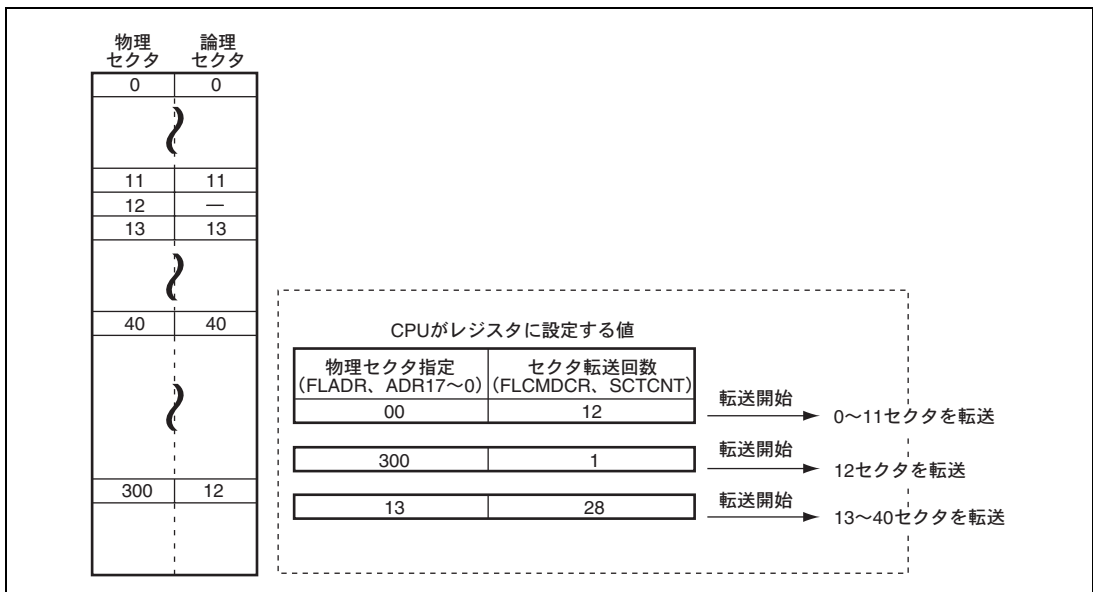 物理 論理
セクタ セクタ
0 0
11 11
12 —
13 13
40 40
300 12
CPUがレジスタに設定する値
物理セクタ指定 セクタ転送回数
(FLADR、ADR17～0) (FLCMDCR、SCTCNT)
00 12
転送開始
0～11セクタを転送
300 1
転送開始
12セクタを転送
13 28
転送開始
13～40セクタを転送